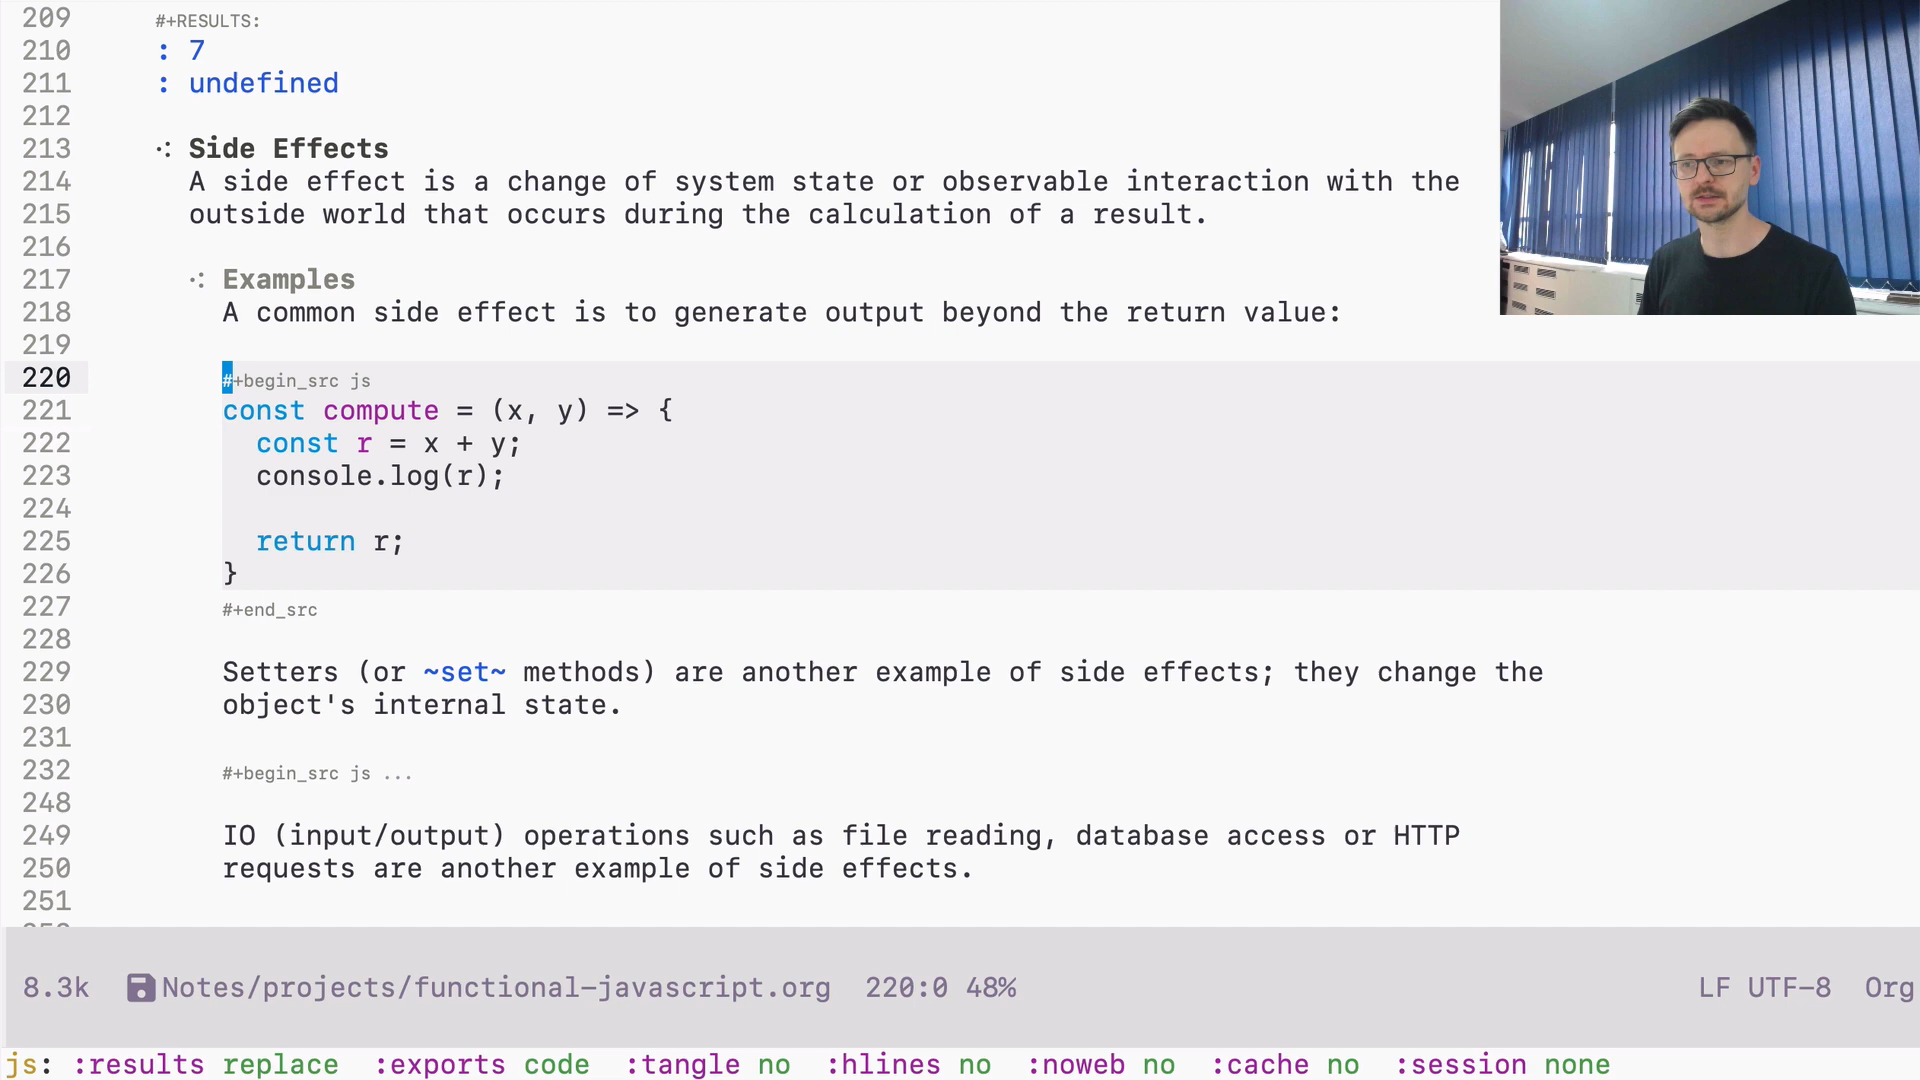 209 #+RESULTS:
210 : 7
211 : undefined
212
213 Side Effects
214 A side effect is a change of system state or observable interaction with the
215 outside world that occurs during the calculation of a result.
216
217 Examples
218 A common side effect is to generate output beyond the return value:
219
220 #+begin_src js
221 const compute = (x, y) => {
222 const r = x + y;
223 console.log(r);
224
225 return r;
226 }
227 #+end_src
228
229 Setters (or ~set~ methods) are another example of side effects; they change the
230 object's internal state.
231
232 #+begin_src js ...
248
249 IO (input/output) operations such as file reading, database access or HTTP
250 requests are another example of side effects.
251
8.3k Notes/projects/functional-javascript.org 220:0 48% LF UTF-8 Org
js: :results replace :exports code :tangle no :hlines no :noweb no :cache no :session none